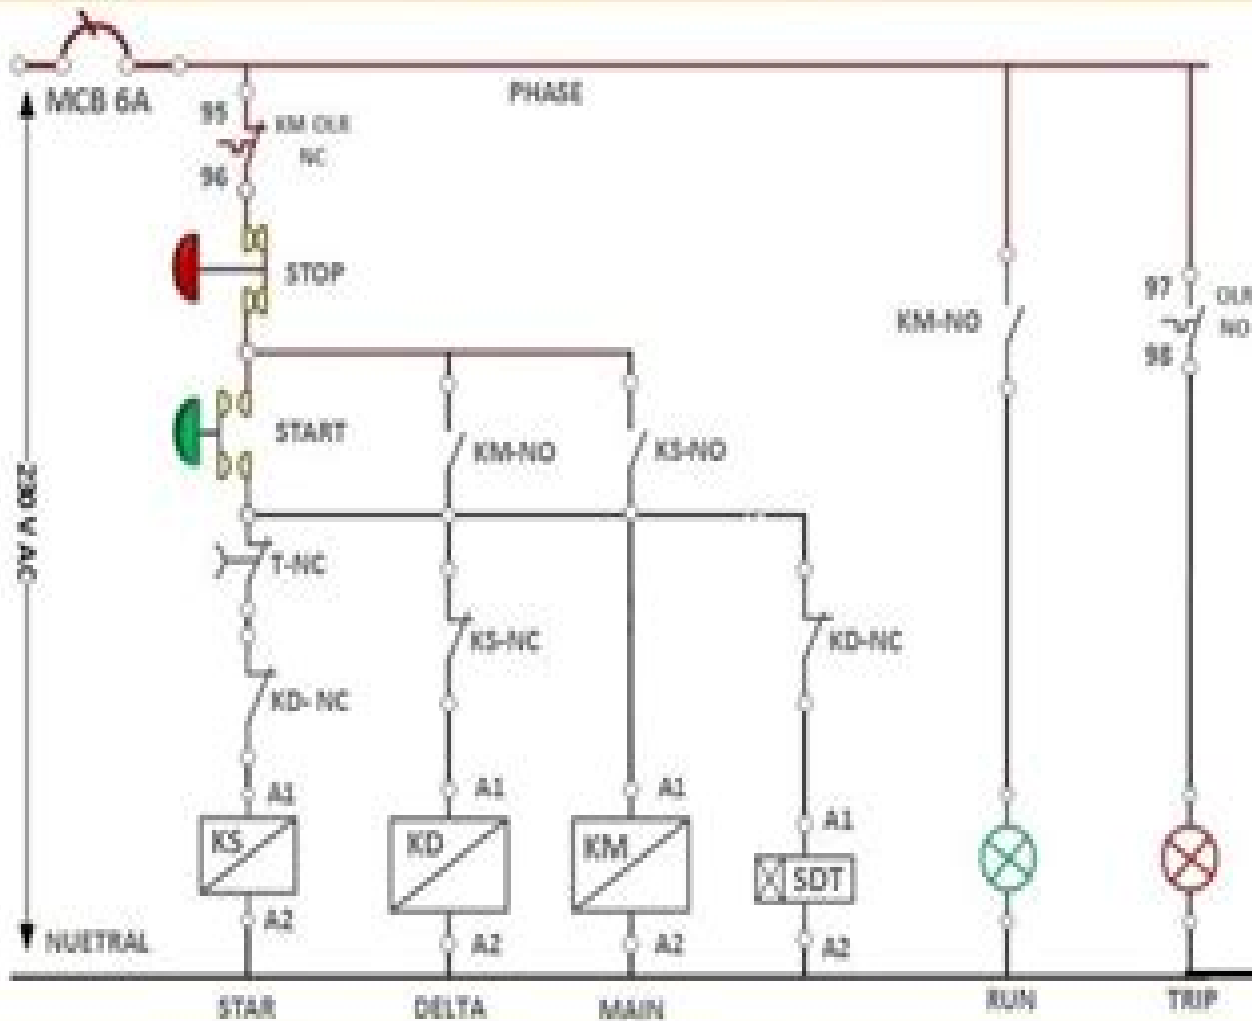 MCB 6A
PHASE
95
KM OLR
NC
96
STOP
START
KM-NO
KS-NO
KM-NO
97
OLR
NO
98
230 V AC
T-NC
KS-NC
KD-NC
KD- NC
A1
A1
A1
A1
KS
KD
KM
SDT
A2
A2
A2
A2
NUETRAL
STAR
DELTA
MAIN
RUN
TRIP